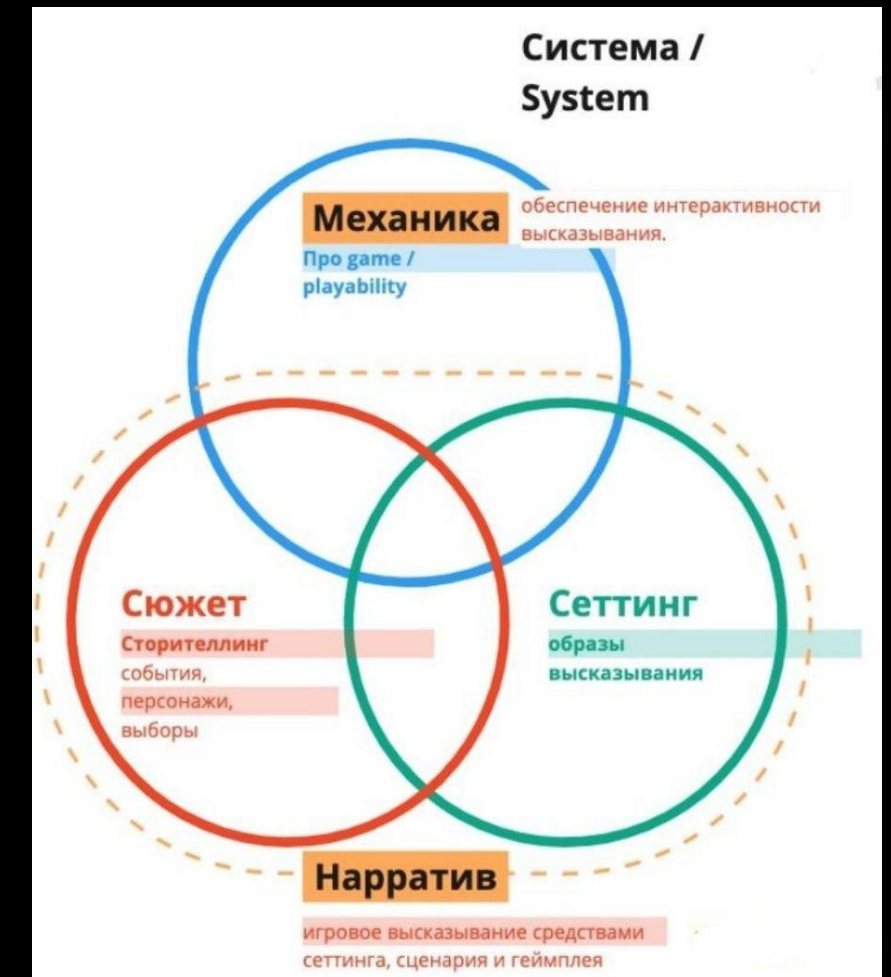 Система /
System
Механика
обеспечение интерактивности
высказывания.
Про game /
playability
Сюжет
Сторителлинг
события,
персонажи,
выборы
Сеттинг
образы
высказывания
Нарратив
игровое высказывание средствами
сеттинга, сценария и геймплея